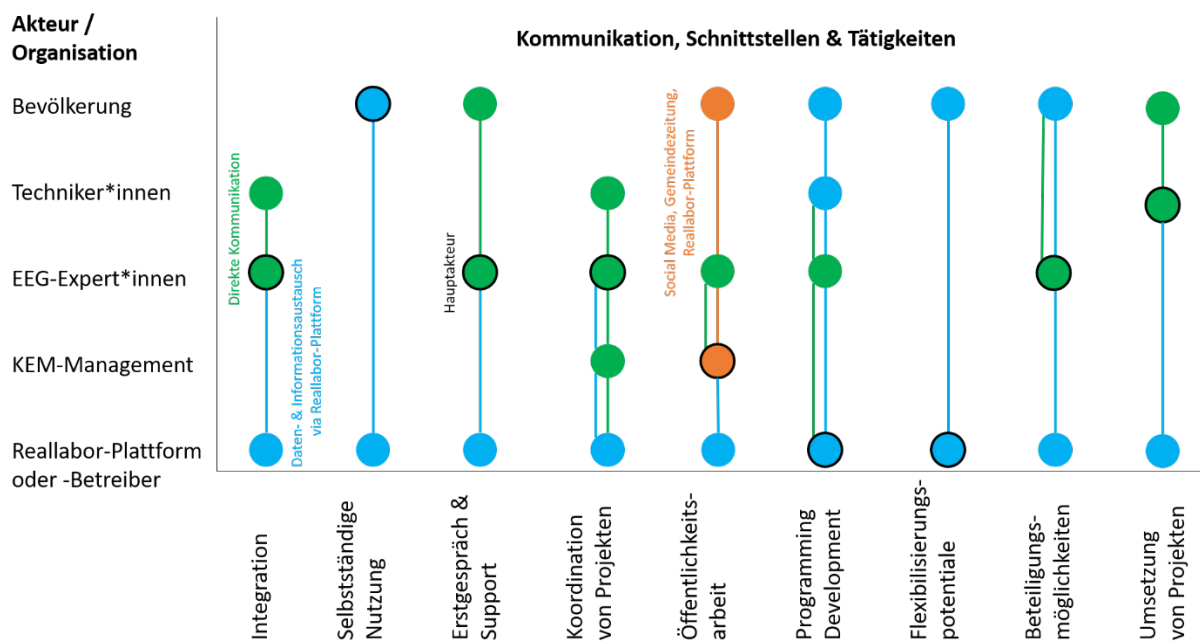 Akteur /
Organisation
Kommunikation, Schnittstellen & Tätigkeiten
Bevölkerung
Techniker*innen
EEG-Expert*innen
KEM-Management
Reallabor-Plattform
oder -Betreiber
Direkte Kommunikation
Daten- & Informationsaustausch
via Reallabor-Plattform
Hauptakteur
Social Media, Gemeindezeitung,
Reallabor-Plattform
Integration
Selbstständige
Nutzung
Erstgespräch &
Support
Koordination
von Projekten
Öffentlichkeits-
arbeit
Programming
Development
Flexibilisierungs-
potentiale
Beteiligungs-
möglichkeiten
Umsetzung
von Projekten